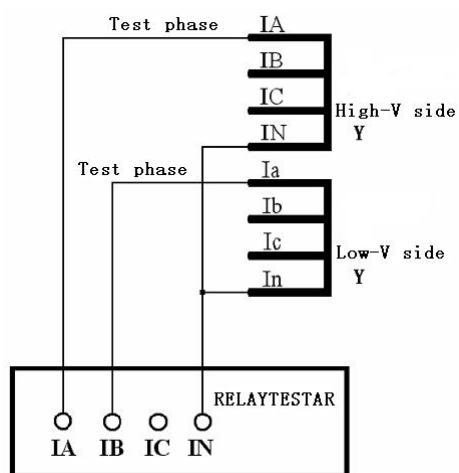 Test phase
IA
IB
IC
High-V side
IN
Y
Test phase
Ia
Ib
Ic
Low-V side
In
Y
RELAYTESTAR
IA IB IC IN